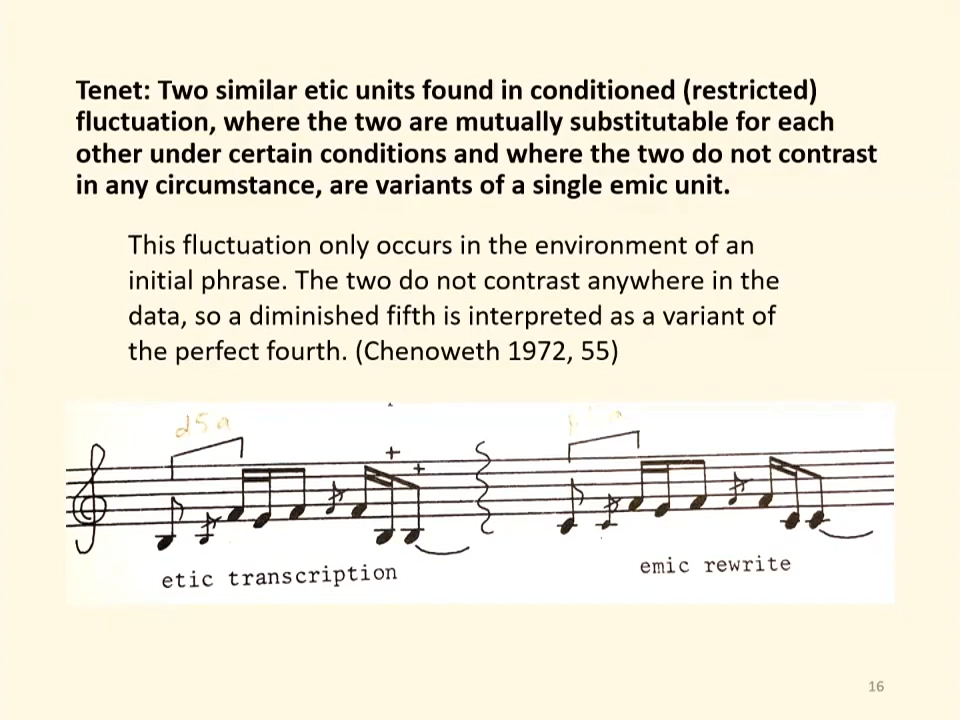 Tenet: Two similar etic units found in conditioned (restricted)
fluctuation, where the two are mutually substitutable for each
other under certain conditions and where the two do not contrast
in any circumstance, are variants of a single emic unit.
This fluctuation only occurs in the environment of an
initial phrase. The two do not contrast anywhere in the
data, so a diminished fifth is interpreted as a variant of
the perfect fourth. (Chenoweth 1972, 55)
d5a
etic transcription
emic rewrite
16